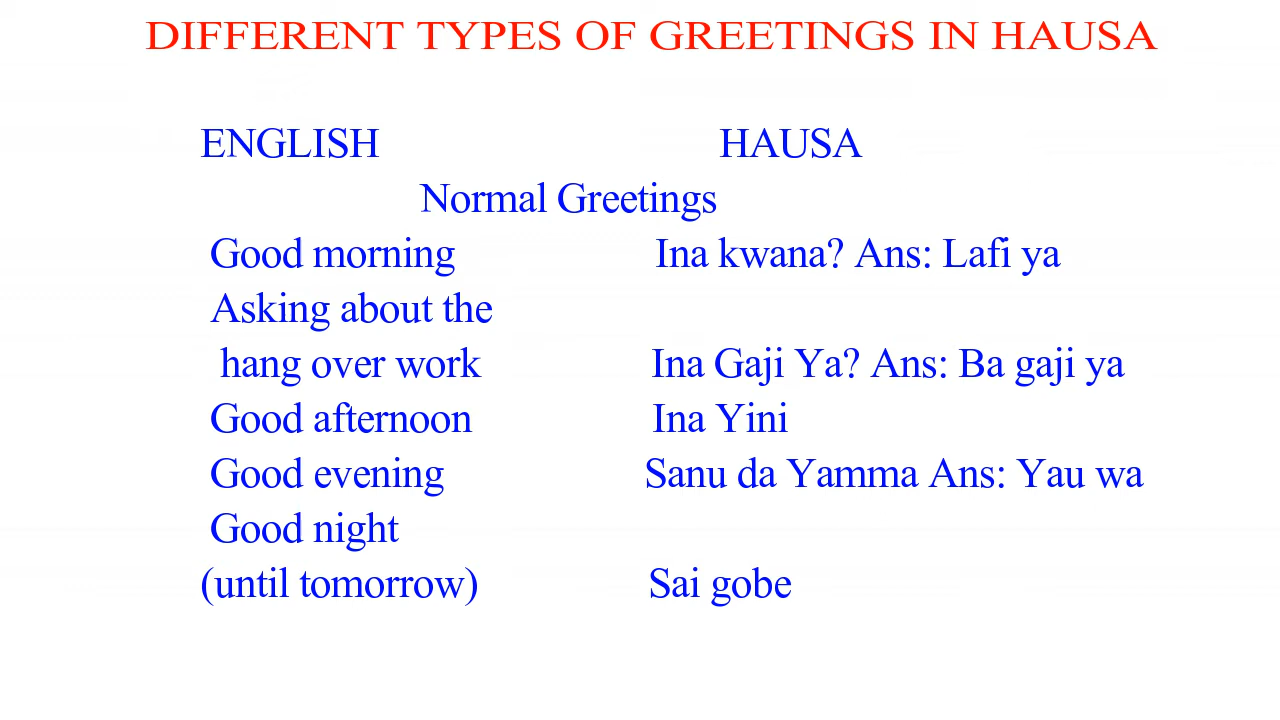 DIFFERENT TYPES OF GREETINGS IN HAUSA
ENGLISH HAUSA
Normal Greetings
Good morning Ina kwana? Ans: Lafi ya
Asking about the
hang over work Ina Gaji Ya? Ans: Ba gaji ya
Good afternoon Ina Yini
Good evening Sanu da Yamma Ans: Yau wa
Good night
(until tomorrow) Sai gobe